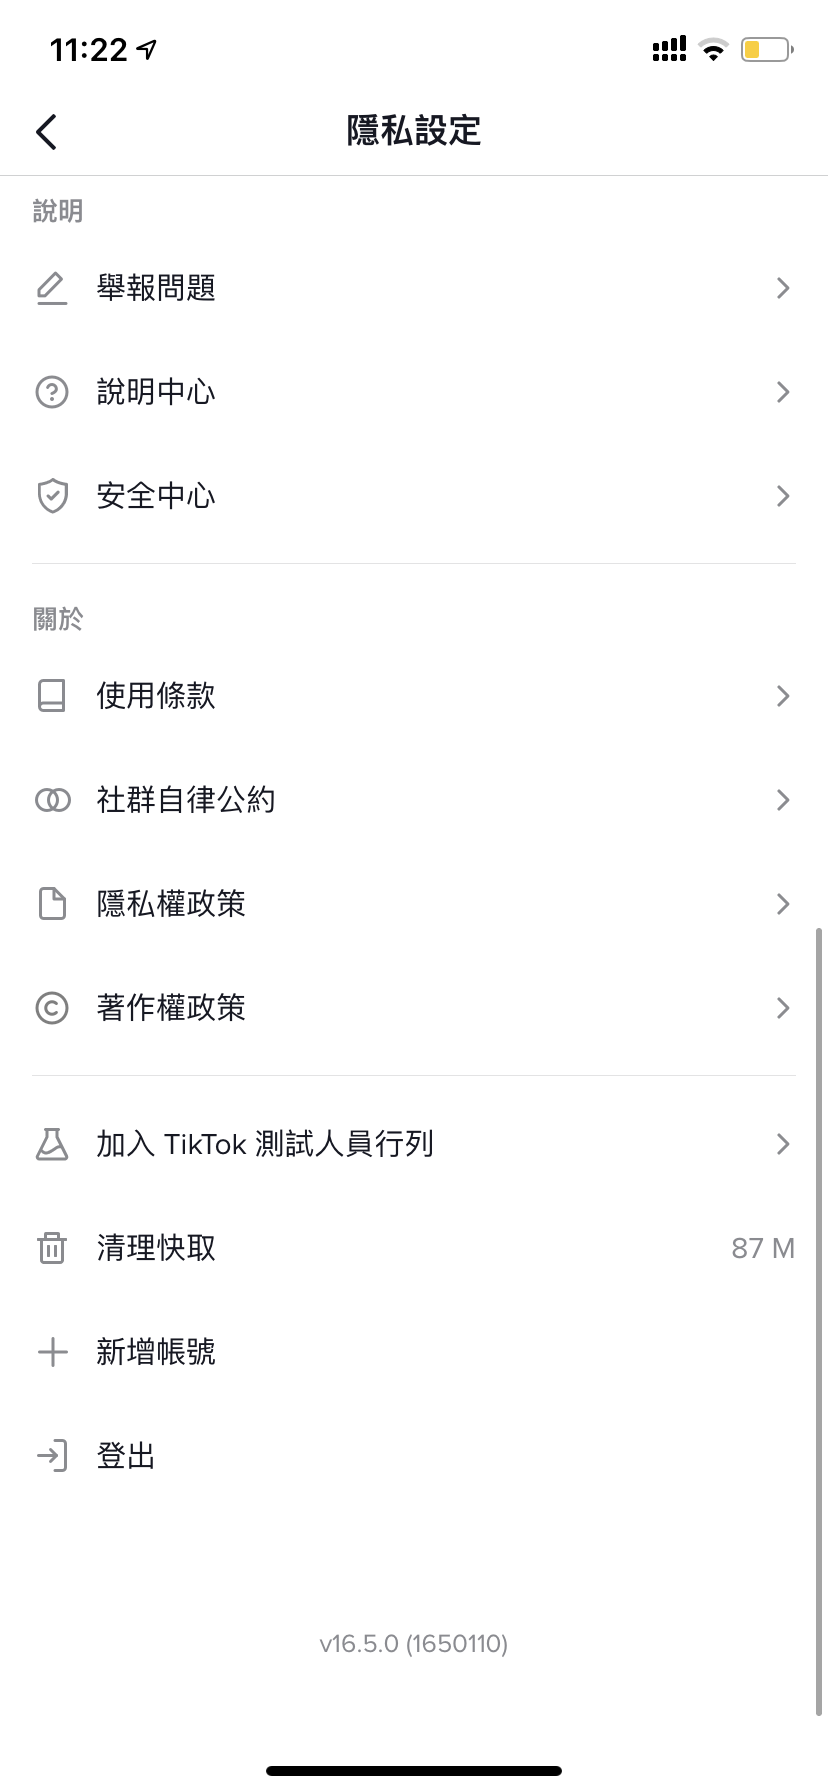 11:22
隱私設定
說明
舉報問題
說明中心
安全中心
關於
使用條款
社群自律公約
隱私權政策
著作權政策
加入 TikTok 測試人員行列
清理快取 87 M
新增帳號
登出
v16.5.0 (1650110)